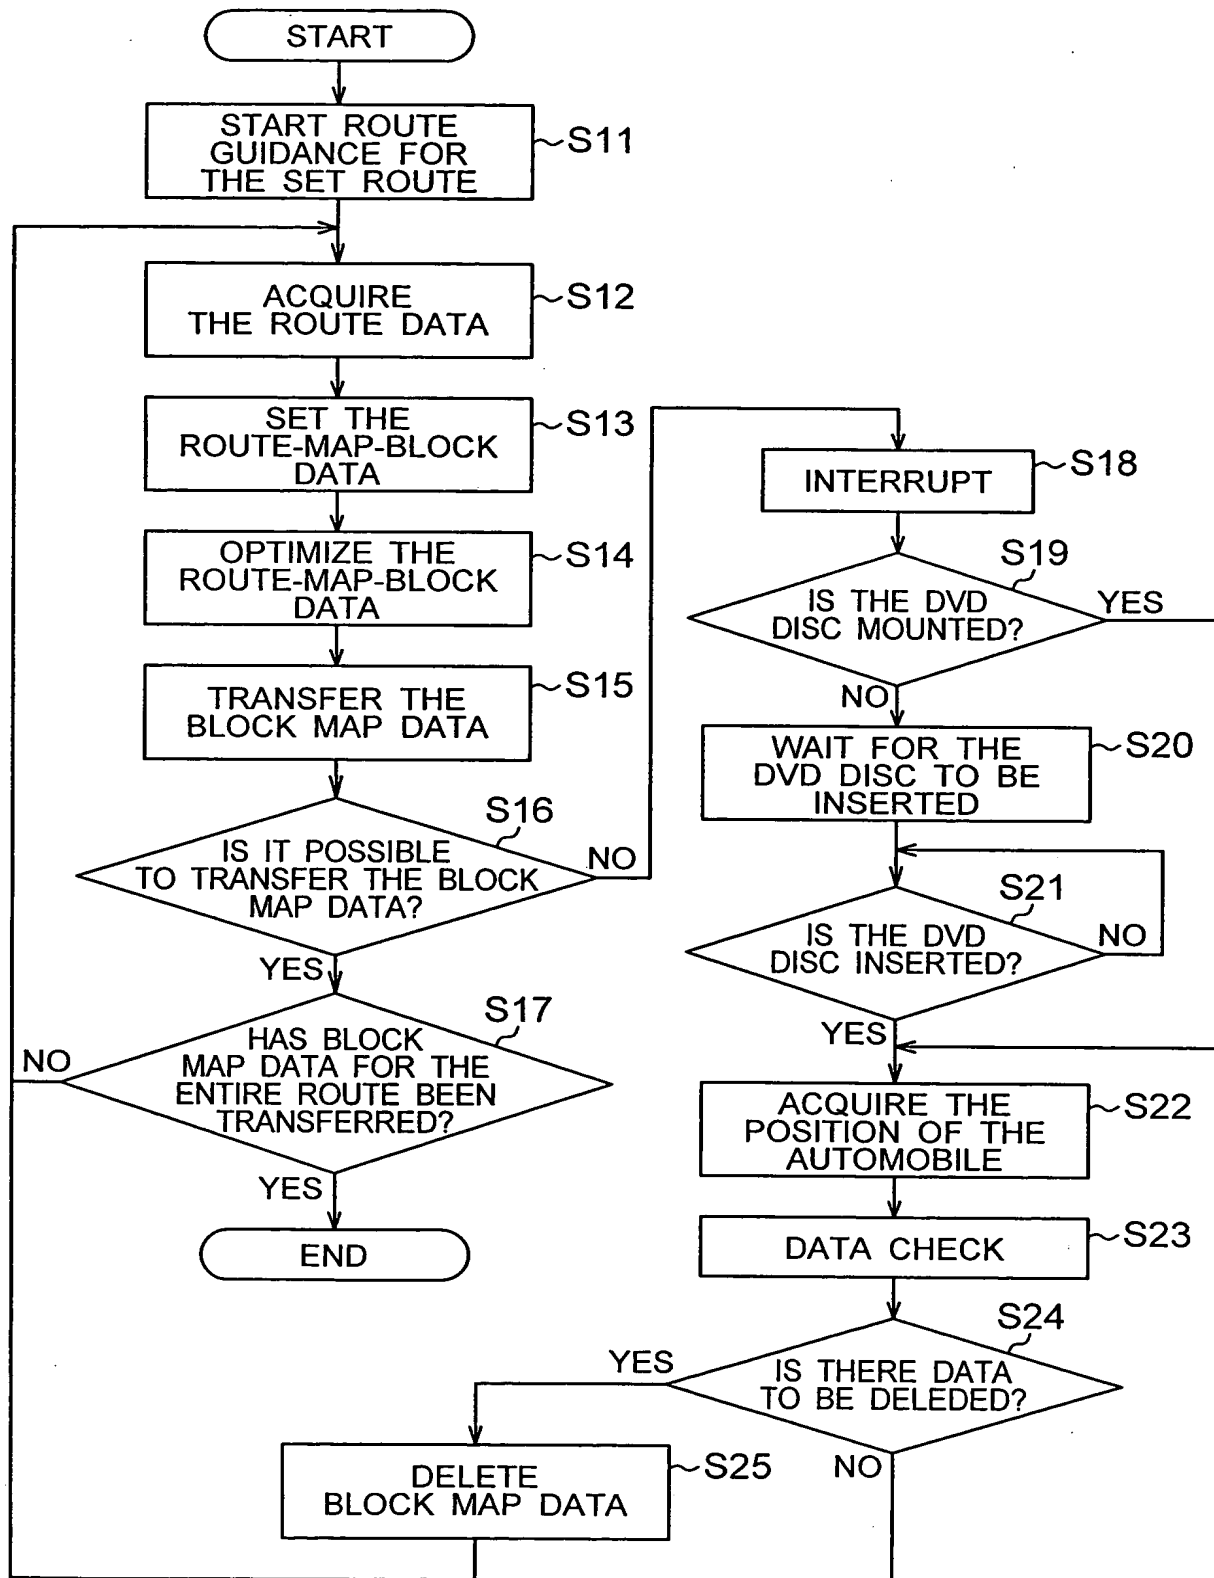 START
START ROUTE
GUIDANCE FOR
THE SET ROUTE
S11
ACQUIRE
THE ROUTE DATA
S12
SET THE
ROUTE-MAP-BLOCK
DATA
S13
OPTIMIZE THE
ROUTE-MAP-BLOCK
DATA
S14
TRANSFER THE
BLOCK MAP DATA
S15
S16
IS IT POSSIBLE
TO TRANSFER THE BLOCK
MAP DATA?
NO
YES
S17
HAS BLOCK
MAP DATA FOR THE
ENTIRE ROUTE BEEN
TRANSFERRED?
NO
YES
END
INTERRUPT
S18
S19
IS THE DVD
DISC MOUNTED?
YES
NO
WAIT FOR THE
DVD DISC TO BE
INSERTED
S20
S21
IS THE DVD
DISC INSERTED?
NO
YES
ACQUIRE THE
POSITION OF THE
AUTOMOBILE
S22
DATA CHECK
S23
S24
IS THERE DATA
TO BE DELEDED?
YES
NO
DELETE
BLOCK MAP DATA
S25